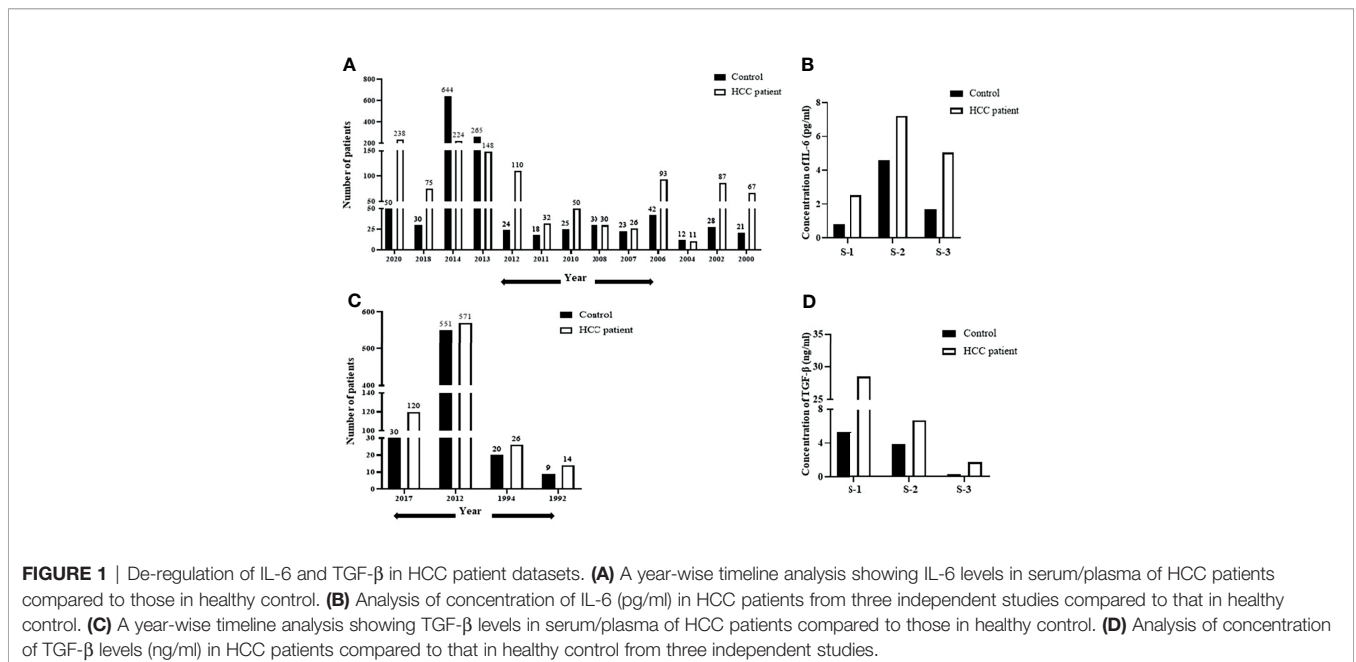 A
Control
HCC patient
Number of patients
800
600
400
200
150
100
50
50
25
0
50 238
30 75
644 224
265 148
24 110
18 32
25 50
30 30
23 26
42 93
12 11
28 87
21 67
2020 2018 2014 2013 2012 2011 2010 2008 2007 2006 2004 2002 2000
Year
B
Control
HCC patient
Concentration of IL-6 (pg/ml)
8
6
4
2
0
S-1 S-2 S-3
C
Control
HCC patient
Number of patients
600
500
400
140
120
100
30
20
10
0
30 120
551 571
20 26
9 14
2017 2012 1994 1992
Year
D
Control
HCC patient
Concentration of TGF-β (ng/ml)
35
30
25
8
4
0
S-1 S-2 S-3
FIGURE 1 | De-regulation of IL-6 and TGF-β in HCC patient datasets. (A) A year-wise timeline analysis showing IL-6 levels in serum/plasma of HCC patients
compared to those in healthy control. (B) Analysis of concentration of IL-6 (pg/ml) in HCC patients from three independent studies compared to that in healthy
control. (C) A year-wise timeline analysis showing TGF-β levels in serum/plasma of HCC patients compared to those in healthy control. (D) Analysis of concentration
of TGF-β levels (ng/ml) in HCC patients compared to that in healthy control from three independent studies.